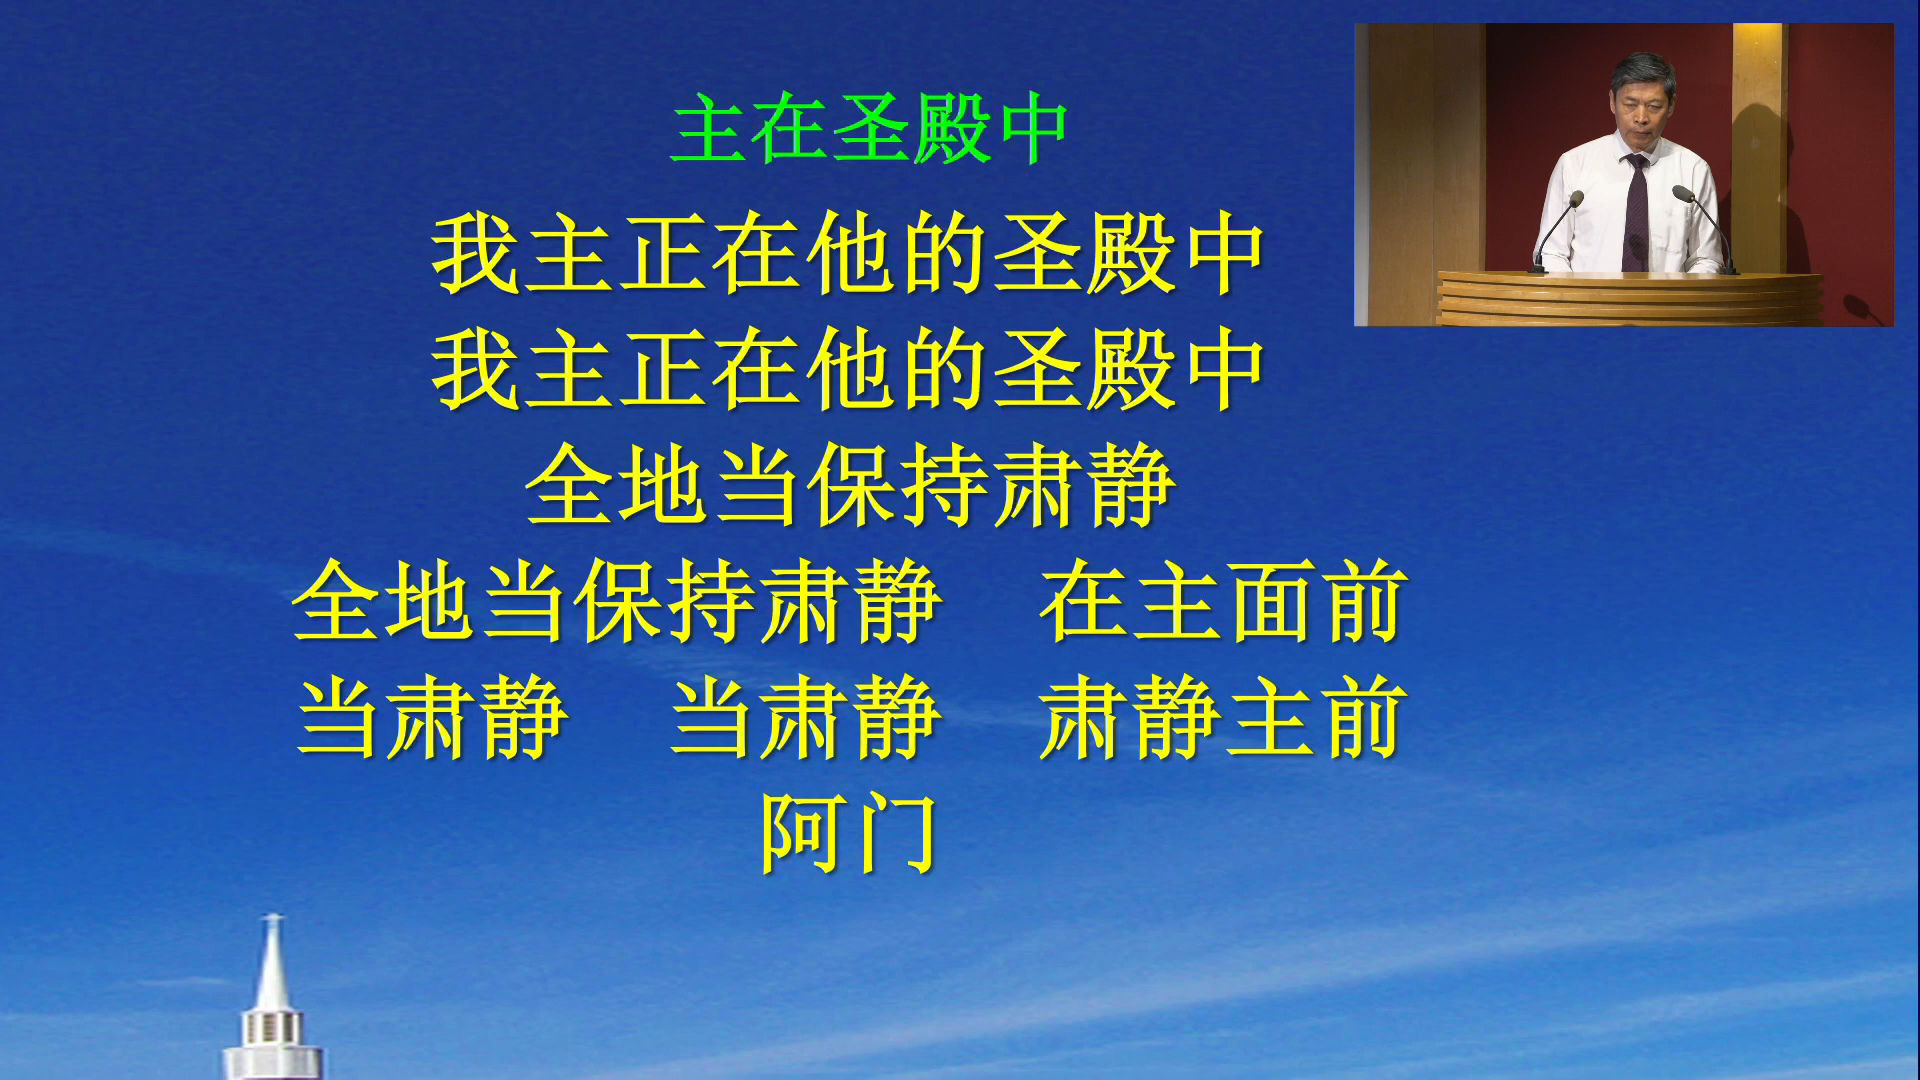 主在圣殿中
我主正在他的圣殿中
我主正在他的圣殿中
全地当保持肃静
全地当保持肃静　在主面前
当肃静　当肃静　肃静主前
阿门